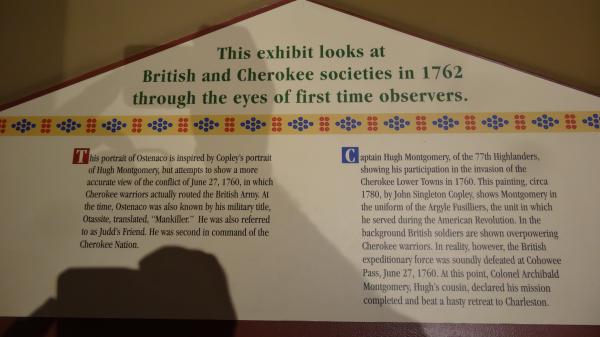 This exhibit looks at
British and Cherokee societies in 1762
through the eyes of first time observers.
This portrait of Ostenaco is inspired by Copley's portrait
of Hugh Montgomery, but attempts to show a more
accurate view of the conflict of June 27, 1760, in which
Cherokee warriors actually routed the British Army. At
the time, Ostenaco was also known by his military title,
Otassite, translated, "Mankiller." He was also referred
to as Judd's Friend. He was second in command of the
Cherokee Nation.
Captain Hugh Montgomery, of the 77th Highlanders,
showing his participation in the invasion of the
Cherokee Lower Towns in 1760. This painting, circa
1780, by John Singleton Copley, shows Montgomery in
the uniform of the Argyle Fusilliers, the unit in which
he served during the American Revolution. In the
background British soldiers are shown overpowering
Cherokee warriors. In reality, however, the British
expeditionary force was soundly defeated at Cohowee
Pass, June 27, 1760. At this point, Colonel Archibald
Montgomery, Hugh's cousin, declared his mission
completed and beat a hasty retreat to Charleston.